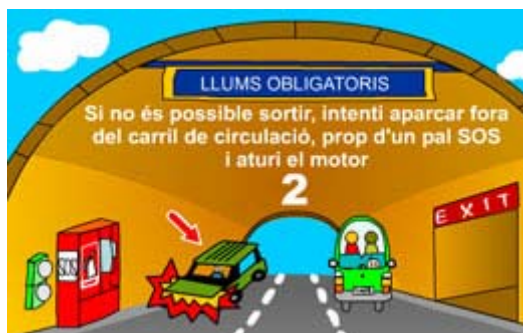 LLUMS OBLIGATORIS
Si no és possible sortir, intenti aparcar fora
del carril de circulació, prop d'un pal SOS
i aturi el motor
2
EXIT
SOS